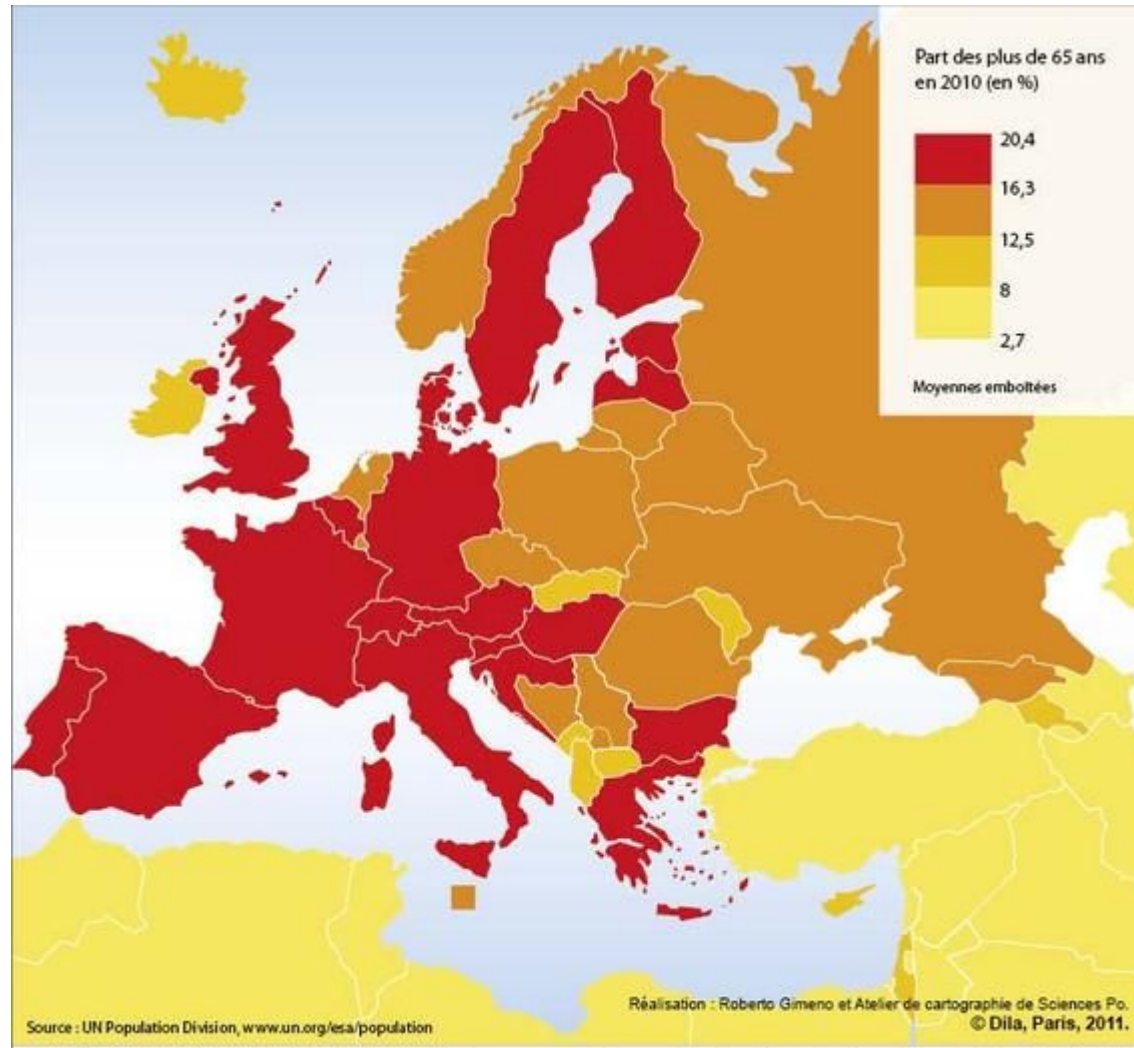 Part des plus de 65 ans
en 2010 (en %)
20,4
16,3
12,5
8
2,7
Moyennes emboîtées
Réalisation : Roberto Gimeno et Atelier de cartographie de Sciences Po.
Source : UN Population Division, www.un.org/esa/population
© Dila, Paris, 2011.